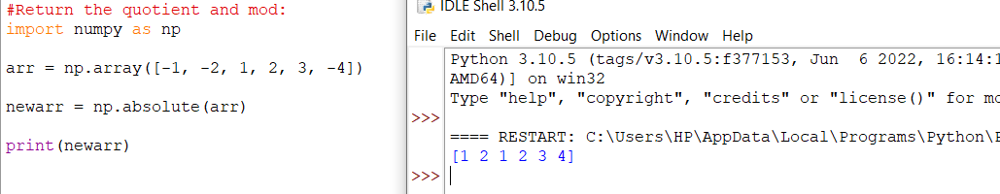 #Return the quotient and mod:
import numpy as np
arr = np.array([-1, -2, 1, 2, 3, -4])
newarr = np.absolute(arr)
print(newarr)
IDLE Shell 3.10.5
File Edit Shell Debug Options Window Help
Python 3.10.5 (tags/v3.10.5:f377153, Jun  6 2022, 16:14:1
AMD64)] on win32
Type "help", "copyright", "credits" or "license()" for mo
>>>
==== RESTART: C:\Users\HP\AppData\Local\Programs\Python\
[1 2 1 2 3 4]
>>>